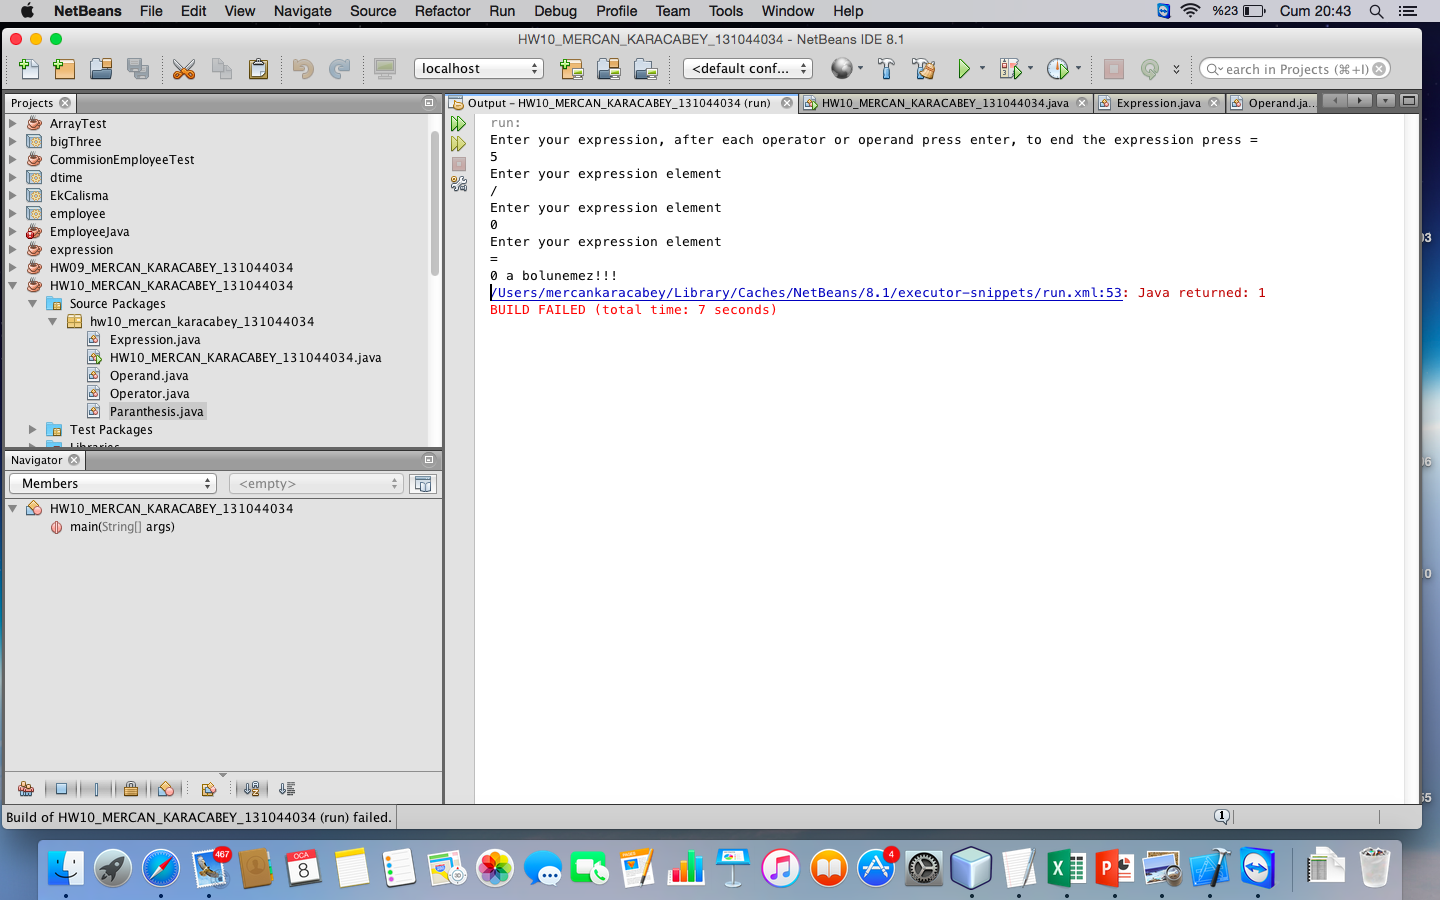 NetBeans File Edit View Navigate Source Refactor Run Debug Profile Team Tools Window Help %23 Cum 20:43
HW10_MERCAN_KARACABEY_131044034 - NetBeans IDE 8.1
localhost <default conf... earch in Projects (⌘+I)
Projects
Output – HW10_MERCAN_KARACABEY_131044034 (run) HW10_MERCAN_KARACABEY_131044034.java Expression.java Operand.ja...
ArrayTest
bigThree
CommisionEmployeeTest
dtime
EkCalisma
employee
EmployeeJava
expression
HW09_MERCAN_KARACABEY_131044034
HW10_MERCAN_KARACABEY_131044034
Source Packages
hw10_mercan_karacabey_131044034
Expression.java
HW10_MERCAN_KARACABEY_131044034.java
Operand.java
Operator.java
Paranthesis.java
Test Packages
Libraries
run:
Enter your expression, after each operator or operand press enter, to end the expression press =
5
Enter your expression element
/
Enter your expression element
0
Enter your expression element
=
0 a bolunemez!!!
/Users/mercankaracabey/Library/Caches/NetBeans/8.1/executor-snippets/run.xml:53: Java returned: 1
BUILD FAILED (total time: 7 seconds)
Navigator
Members <empty>
HW10_MERCAN_KARACABEY_131044034
main(String[] args)
Build of HW10_MERCAN_KARACABEY_131044034 (run) failed.
1
467
OCA
8
4